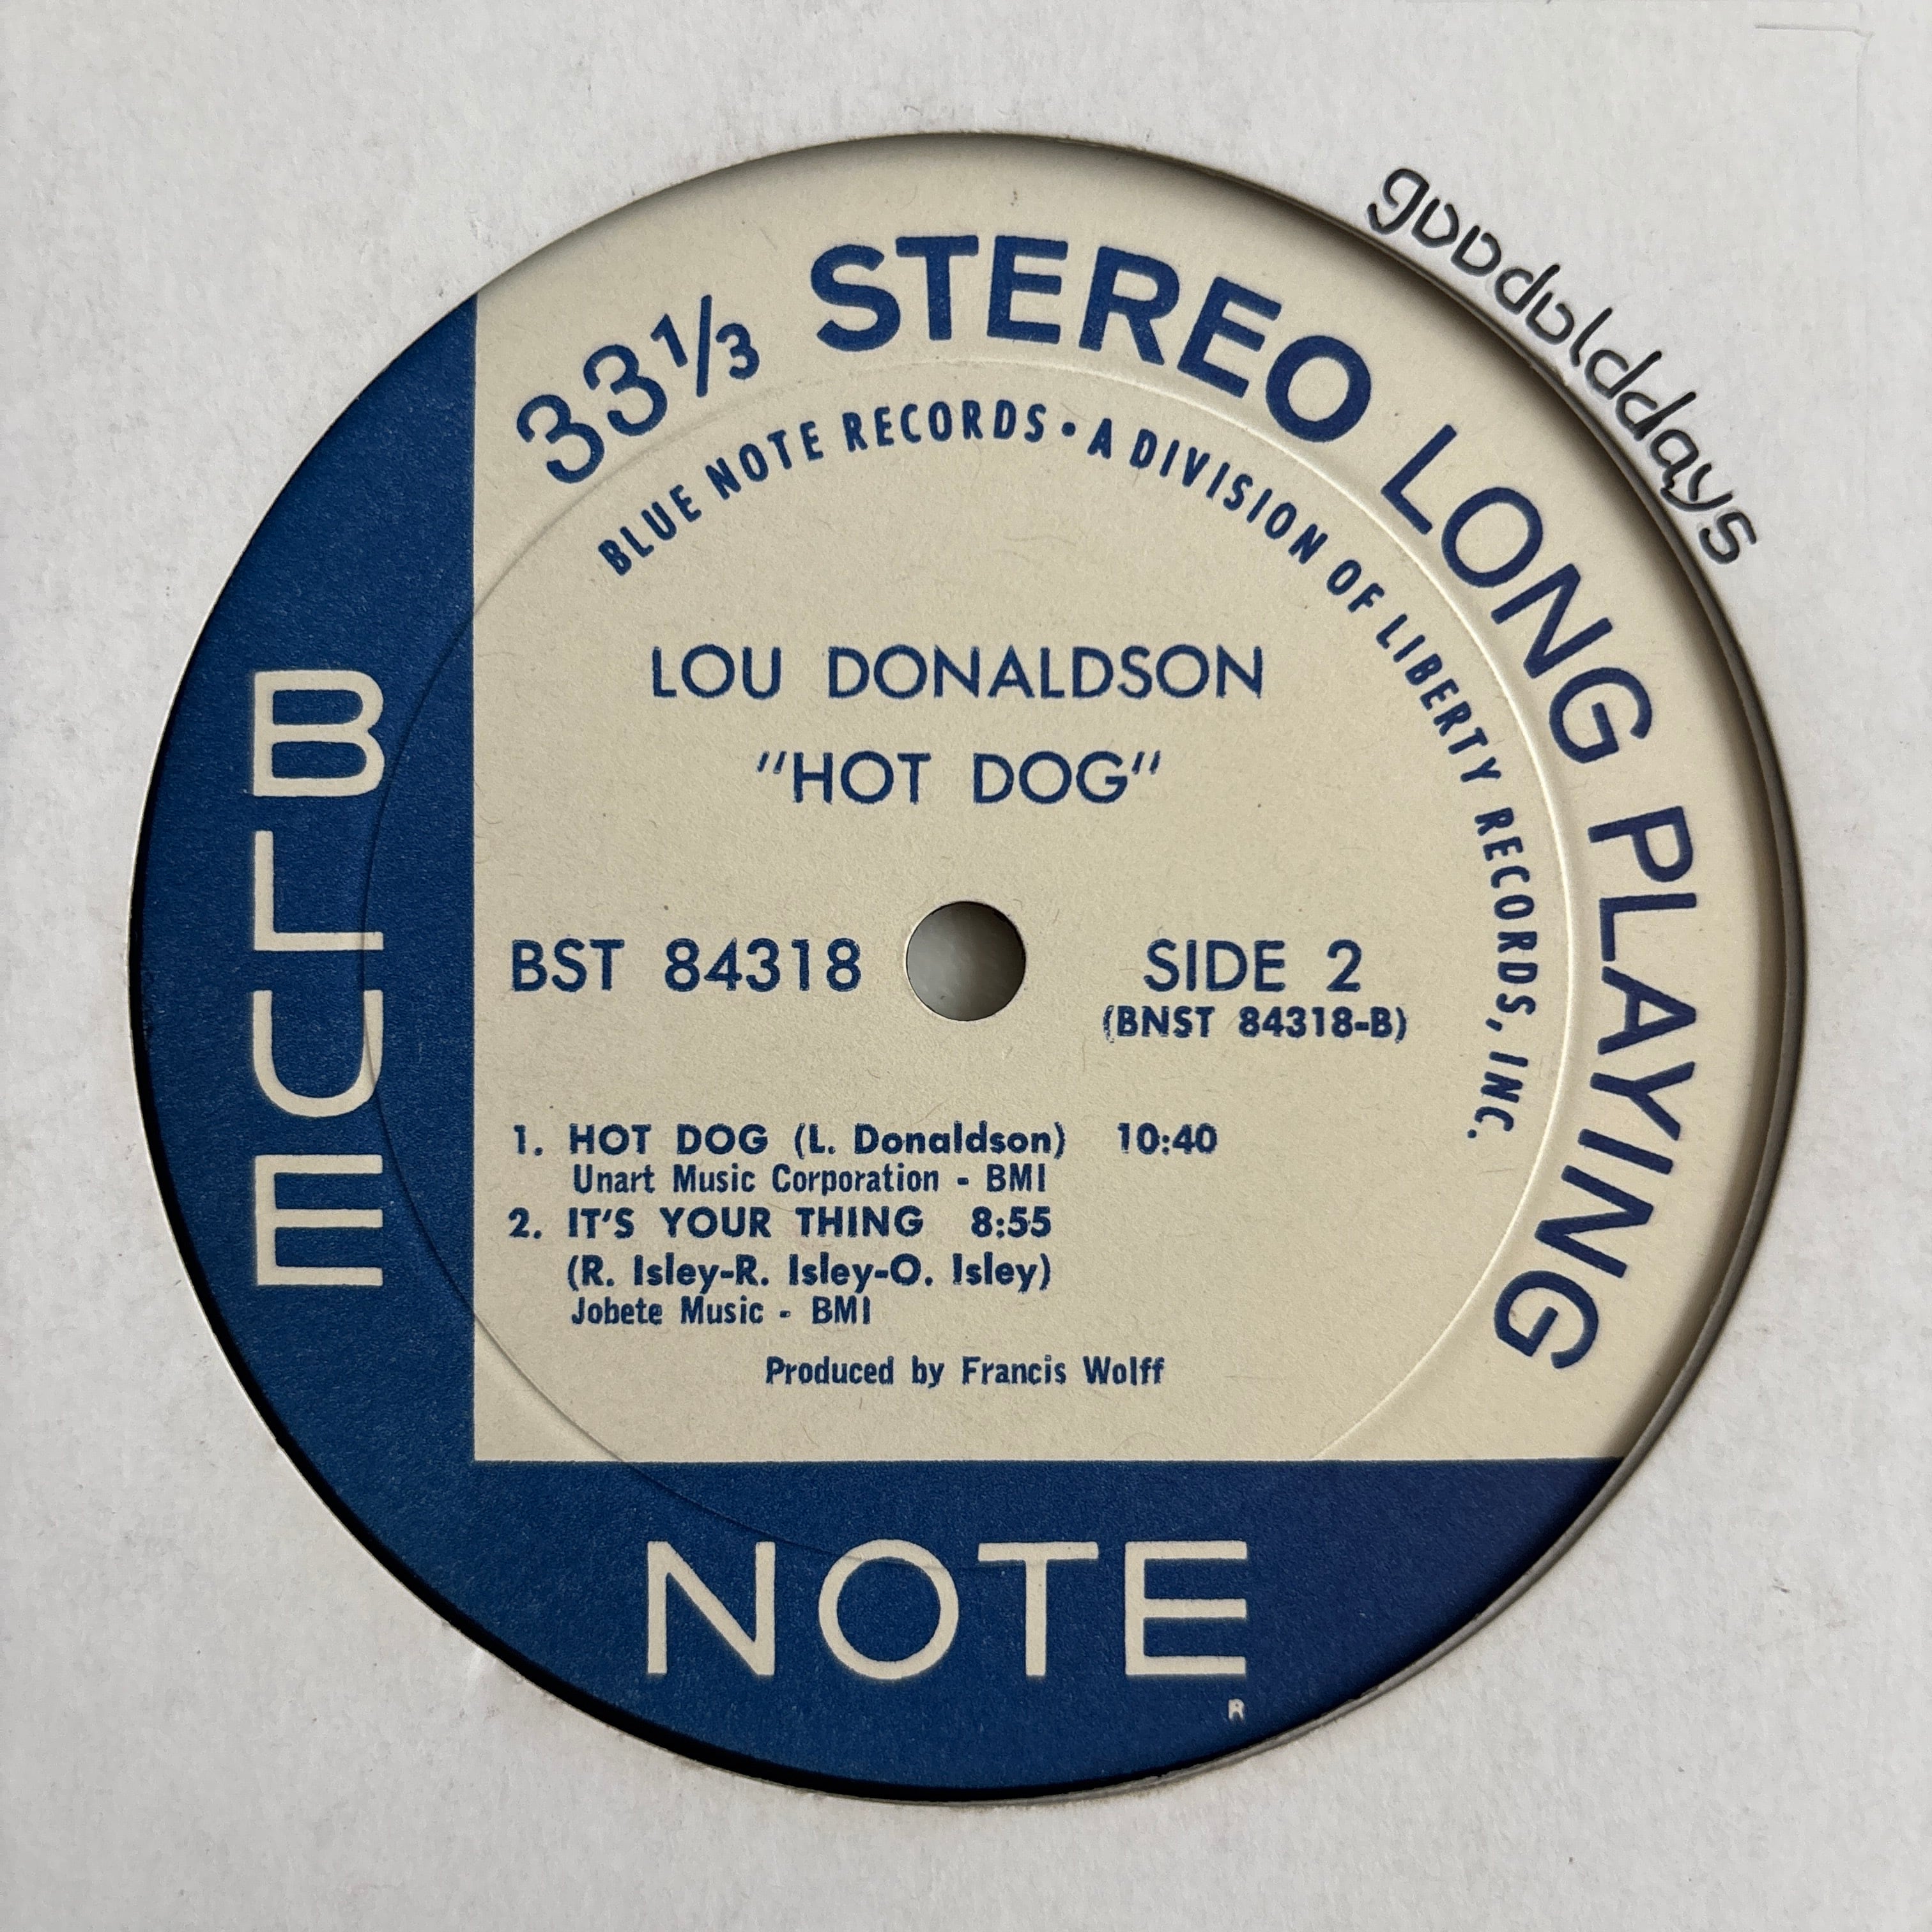 goodolddays
33⅓ STEREO LONG PLAYING
BLUE NOTE RECORDS • A DIVISION OF LIBERTY RECORDS, INC.
LOU DONALDSON
"HOT DOG"
BST 84318
SIDE 2
(BNST 84318-B)
1. HOT DOG (L. Donaldson) 10:40
Unart Music Corporation - BMI
2. IT'S YOUR THING 8:55
(R. Isley-R. Isley-O. Isley)
Jobete Music - BMI
Produced by Francis Wolff
BLUE
NOTE
R